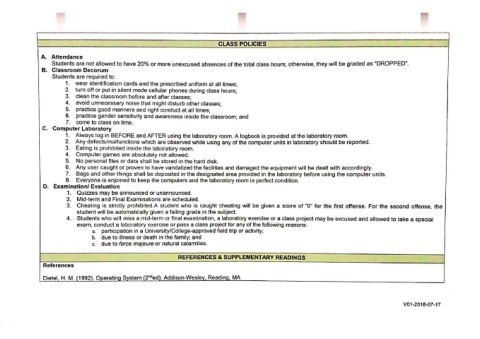 CLASS POLICIES
A. Attendance
Students are not allowed to have 20% or more unexcused absences of the total class hours; otherwise, they will be graded as "DROPPED".
B. Classroom Decorum
Students are required to:
1. wear identification cards and the prescribed uniform at all times;
2. turn off or put in silent mode cellular phones during class hours;
3. clean the classroom before and after classes;
4. avoid unnecessary noise that might disturb other classes;
5. practice good manners and right conduct at all times;
6. practice gender sensitivity and awareness inside the classroom; and
7. come to class on time.
C. Computer Laboratory
1. Always log in BEFORE and AFTER using the laboratory room. A logbook is provided at the laboratory room.
2. Any defects/malfunctions which are observed while using any of the computer units in laboratory should be reported.
3. Eating is prohibited inside the laboratory room.
4. Computer games are absolutely not allowed.
5. No personal files or data shall be stored in the hard disk.
6. Any user caught or proven to have vandalized the facilities and damaged the equipment will be dealt with accordingly.
7. Bags and other things shall be deposited in the designated area provided in the laboratory before using the computer units.
8. Everyone is enjoined to keep the computers and the laboratory room in perfect condition.
D. Examination/ Evaluation
1. Quizzes may be announced or unannounced.
2. Mid-term and Final Examinations are scheduled.
3. Cheating is strictly prohibited. A student who is caught cheating will be given a score of "0" for the first offense. For the second offense, the
student will be automatically given a failing grade in the subject.
4. Students who will miss a mid-term or final examination, a laboratory exercise or a class project may be excused and allowed to take a special
exam, conduct a laboratory exercise or pass a class project for any of the following reasons:
a. participation in a University/College-approved field trip or activity;
b. due to illness or death in the family; and
c. due to force majeure or natural calamities.
REFERENCES & SUPPLEMENTARY READINGS
References
Dietel, H. M. (1992). Operating System (2nd ed), Addison-Wesley, Reading, MA
V01-2018-07-17